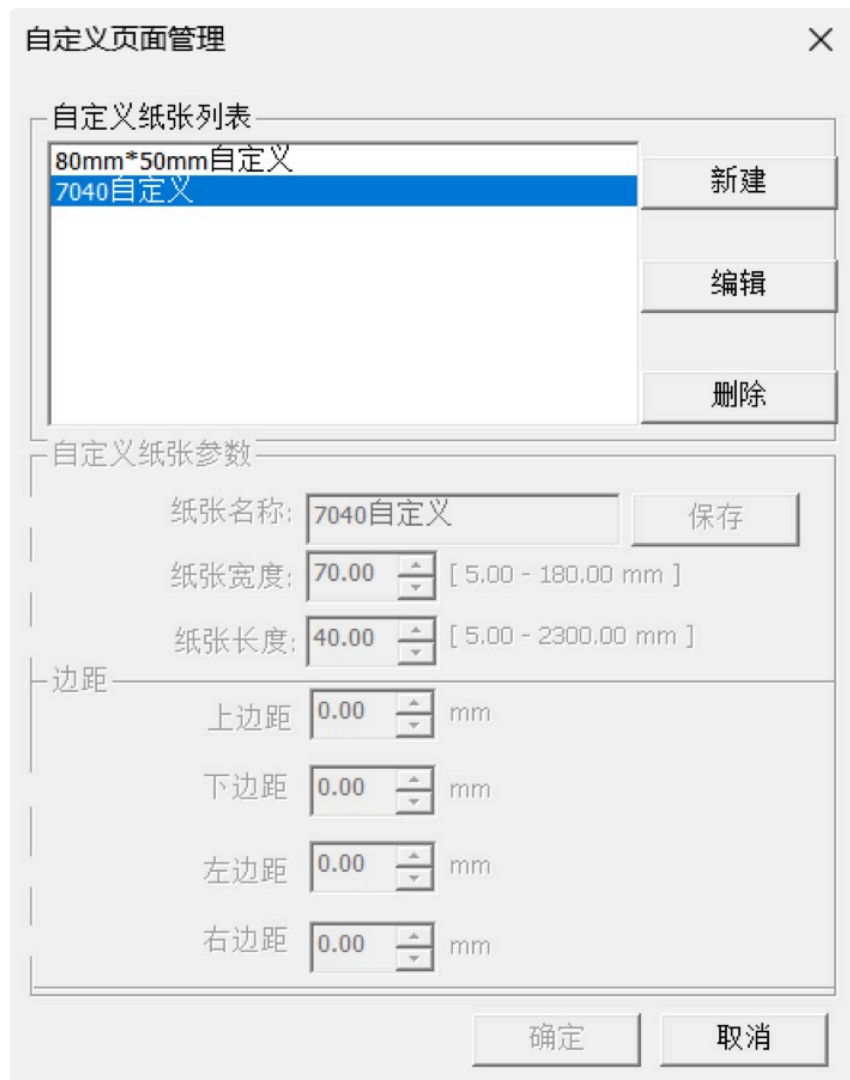 自定义页面管理
自定义纸张列表
80mm*50mm自定义
7040自定义
新建
编辑
删除
自定义纸张参数
纸张名称: 7040自定义 保存
纸张宽度: 70.00 [ 5.00 - 180.00 mm ]
纸张长度: 40.00 [ 5.00 - 2300.00 mm ]
边距
上边距 0.00 mm
下边距 0.00 mm
左边距 0.00 mm
右边距 0.00 mm
确定 取消